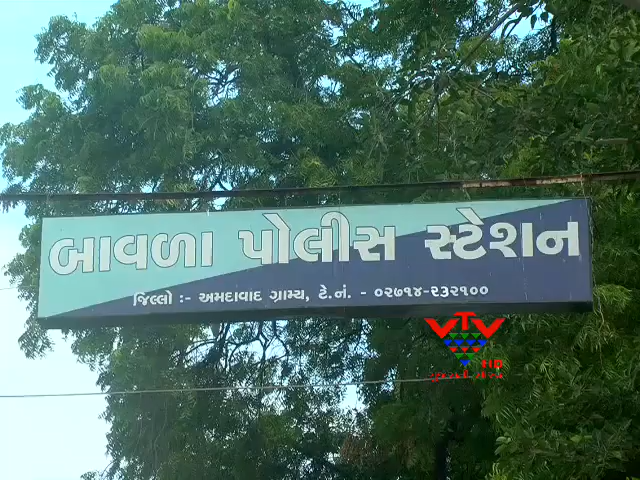 બાવળા પોલીસ સ્ટેશન
જિલ્લો :- અમદાવાદ ગ્રામ્ય, ટે.નં. - ૦૨૭૧૪-૨૩૨૧૦૦
VTV